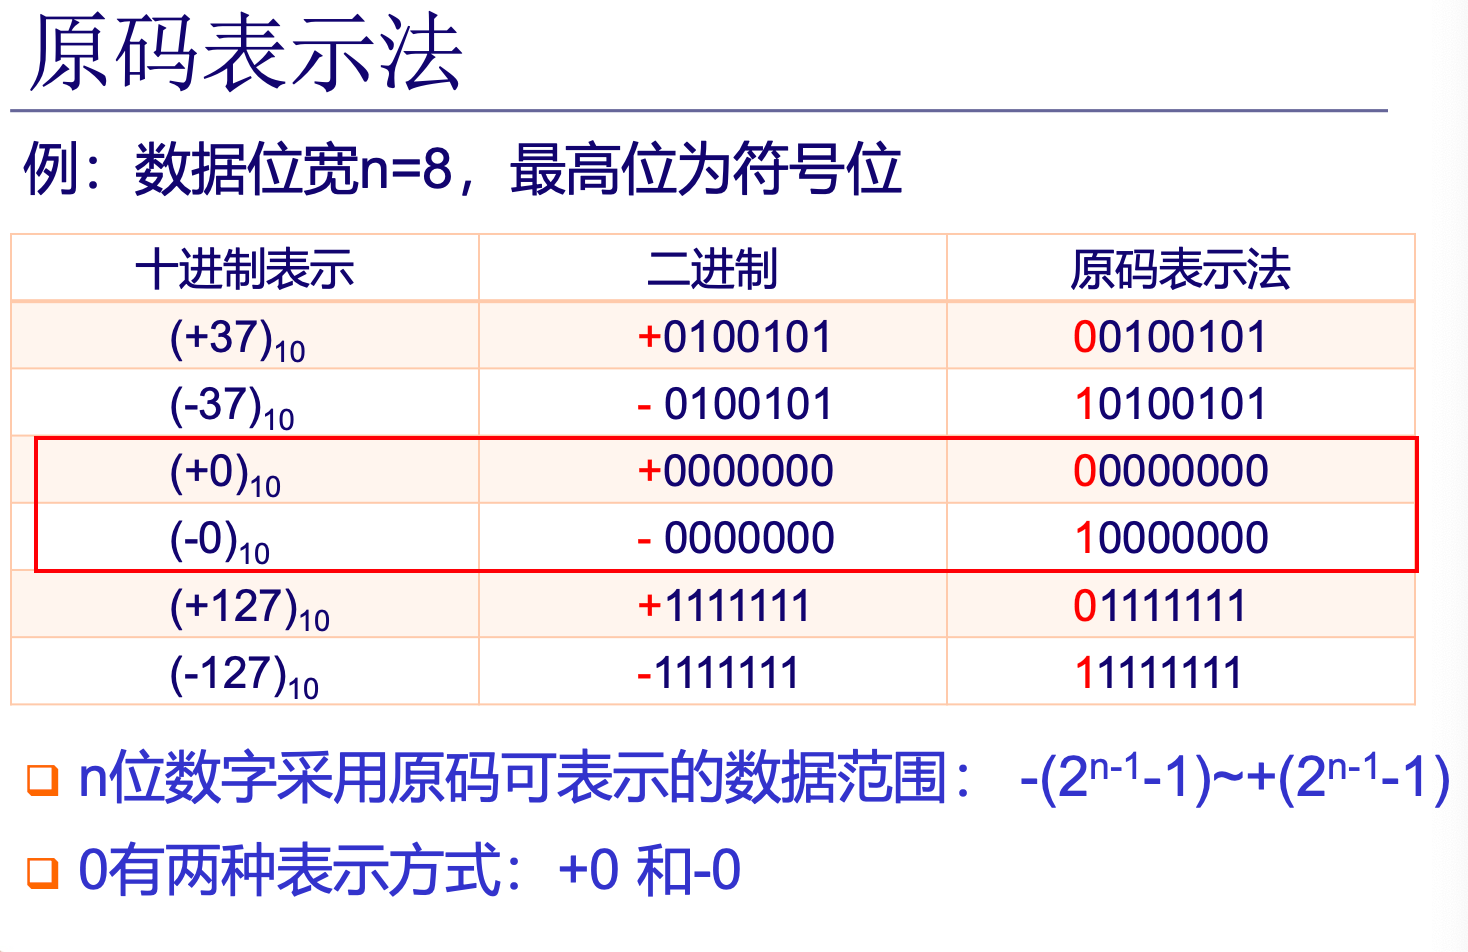 原码表示法
例：数据位宽n=8，最高位为符号位
十进制表示 二进制 原码表示法
(+37)₁₀ +0100101 00100101
(-37)₁₀ - 0100101 10100101
(+0)₁₀ +0000000 00000000
(-0)₁₀ - 0000000 10000000
(+127)₁₀ +1111111 01111111
(-127)₁₀ -1111111 11111111
n位数字采用原码可表示的数据范围： -(2ⁿ⁻¹-1)~+(2ⁿ⁻¹-1)
0有两种表示方式：+0 和-0